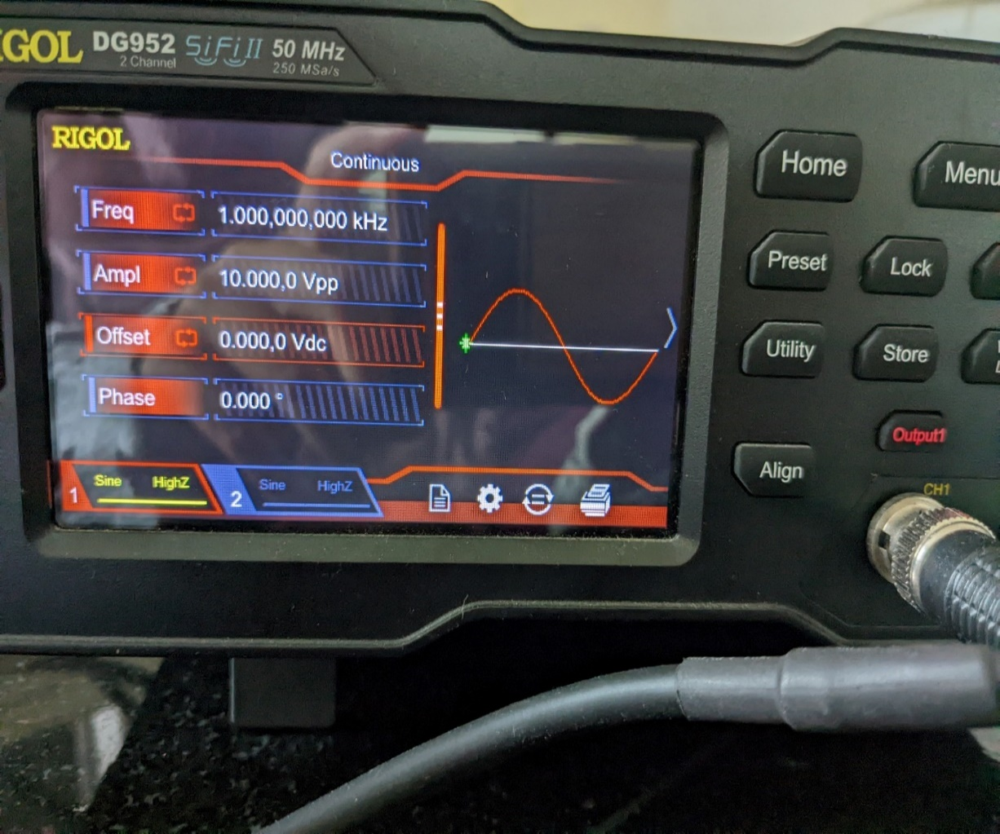 DG952 SiFi II 50 MHz
2 Channel 250 MSa/s
RIGOL
Continuous
Freq 1.000,000,000 kHz
Ampl 10.000,0 Vpp
Offset 0.000,0 Vdc
Phase 0.000 °
1 Sine HighZ 2 Sine HighZ
Home Menu
Preset Lock
Utility Store
Output1
Align
CH1